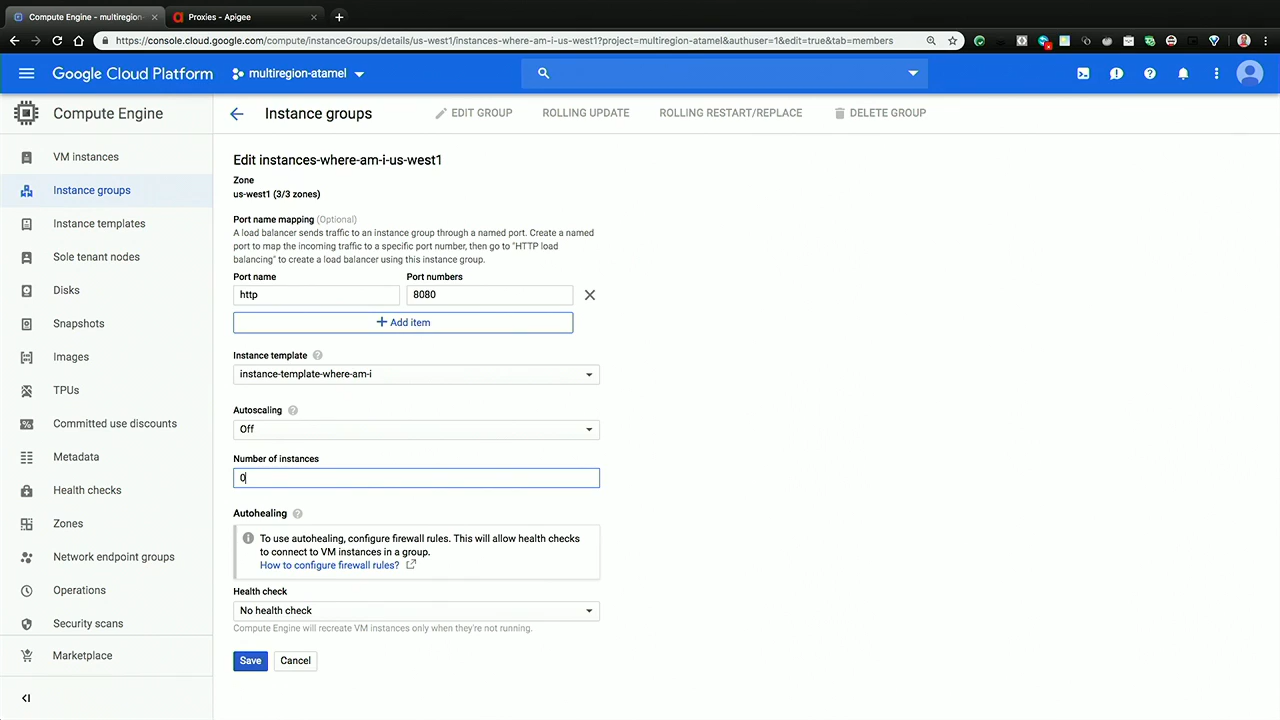 Compute Engine - multiregion-
Proxies - Apigee
https://console.cloud.google.com/compute/instanceGroups/details/us-west1/instances-where-am-i-us-west1?project=multiregion-atamel&authuser=1&edit=true&tab=members
Google Cloud Platform
multiregion-atamel
Compute Engine
Instance groups
EDIT GROUP
ROLLING UPDATE
ROLLING RESTART/REPLACE
DELETE GROUP
VM instances
Instance groups
Instance templates
Sole tenant nodes
Disks
Snapshots
Images
TPUs
Committed use discounts
Metadata
Health checks
Zones
Network endpoint groups
Operations
Security scans
Marketplace
Edit instances-where-am-i-us-west1
Zone
us-west1 (3/3 zones)
Port name mapping (Optional)
A load balancer sends traffic to an instance group through a named port. Create a named
port to map the incoming traffic to a specific port number, then go to "HTTP load
balancing" to create a load balancer using this instance group.
Port name
Port numbers
http
8080
Add item
Instance template
instance-template-where-am-i
Autoscaling
Off
Number of instances
0
Autohealing
To use autohealing, configure firewall rules. This will allow health checks
to connect to VM instances in a group.
How to configure firewall rules?
Health check
No health check
Compute Engine will recreate VM instances only when they're not running.
Save
Cancel